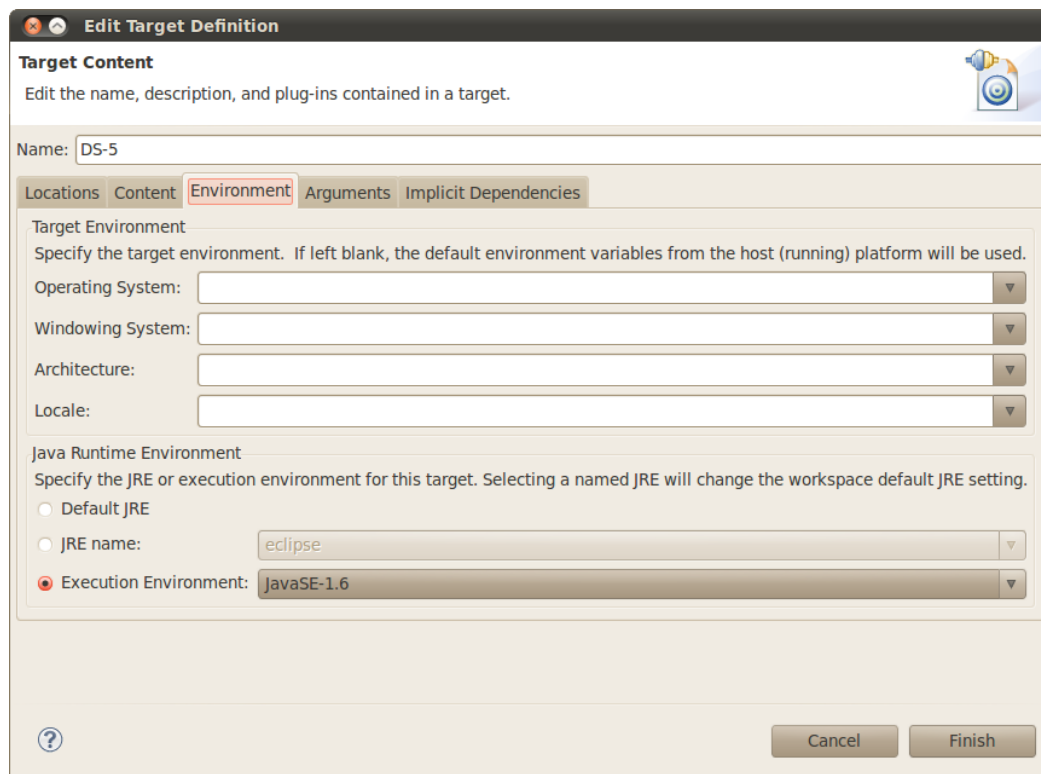 Edit Target Definition
Target Content
Edit the name, description, and plug-ins contained in a target.
Name: DS-5
Locations Content Environment Arguments Implicit Dependencies
Target Environment
Specify the target environment.  If left blank, the default environment variables from the host (running) platform will be used.
Operating System:
Windowing System:
Architecture:
Locale:
Java Runtime Environment
Specify the JRE or execution environment for this target. Selecting a named JRE will change the workspace default JRE setting.
Default JRE
JRE name: eclipse
Execution Environment: JavaSE-1.6
?
Cancel Finish